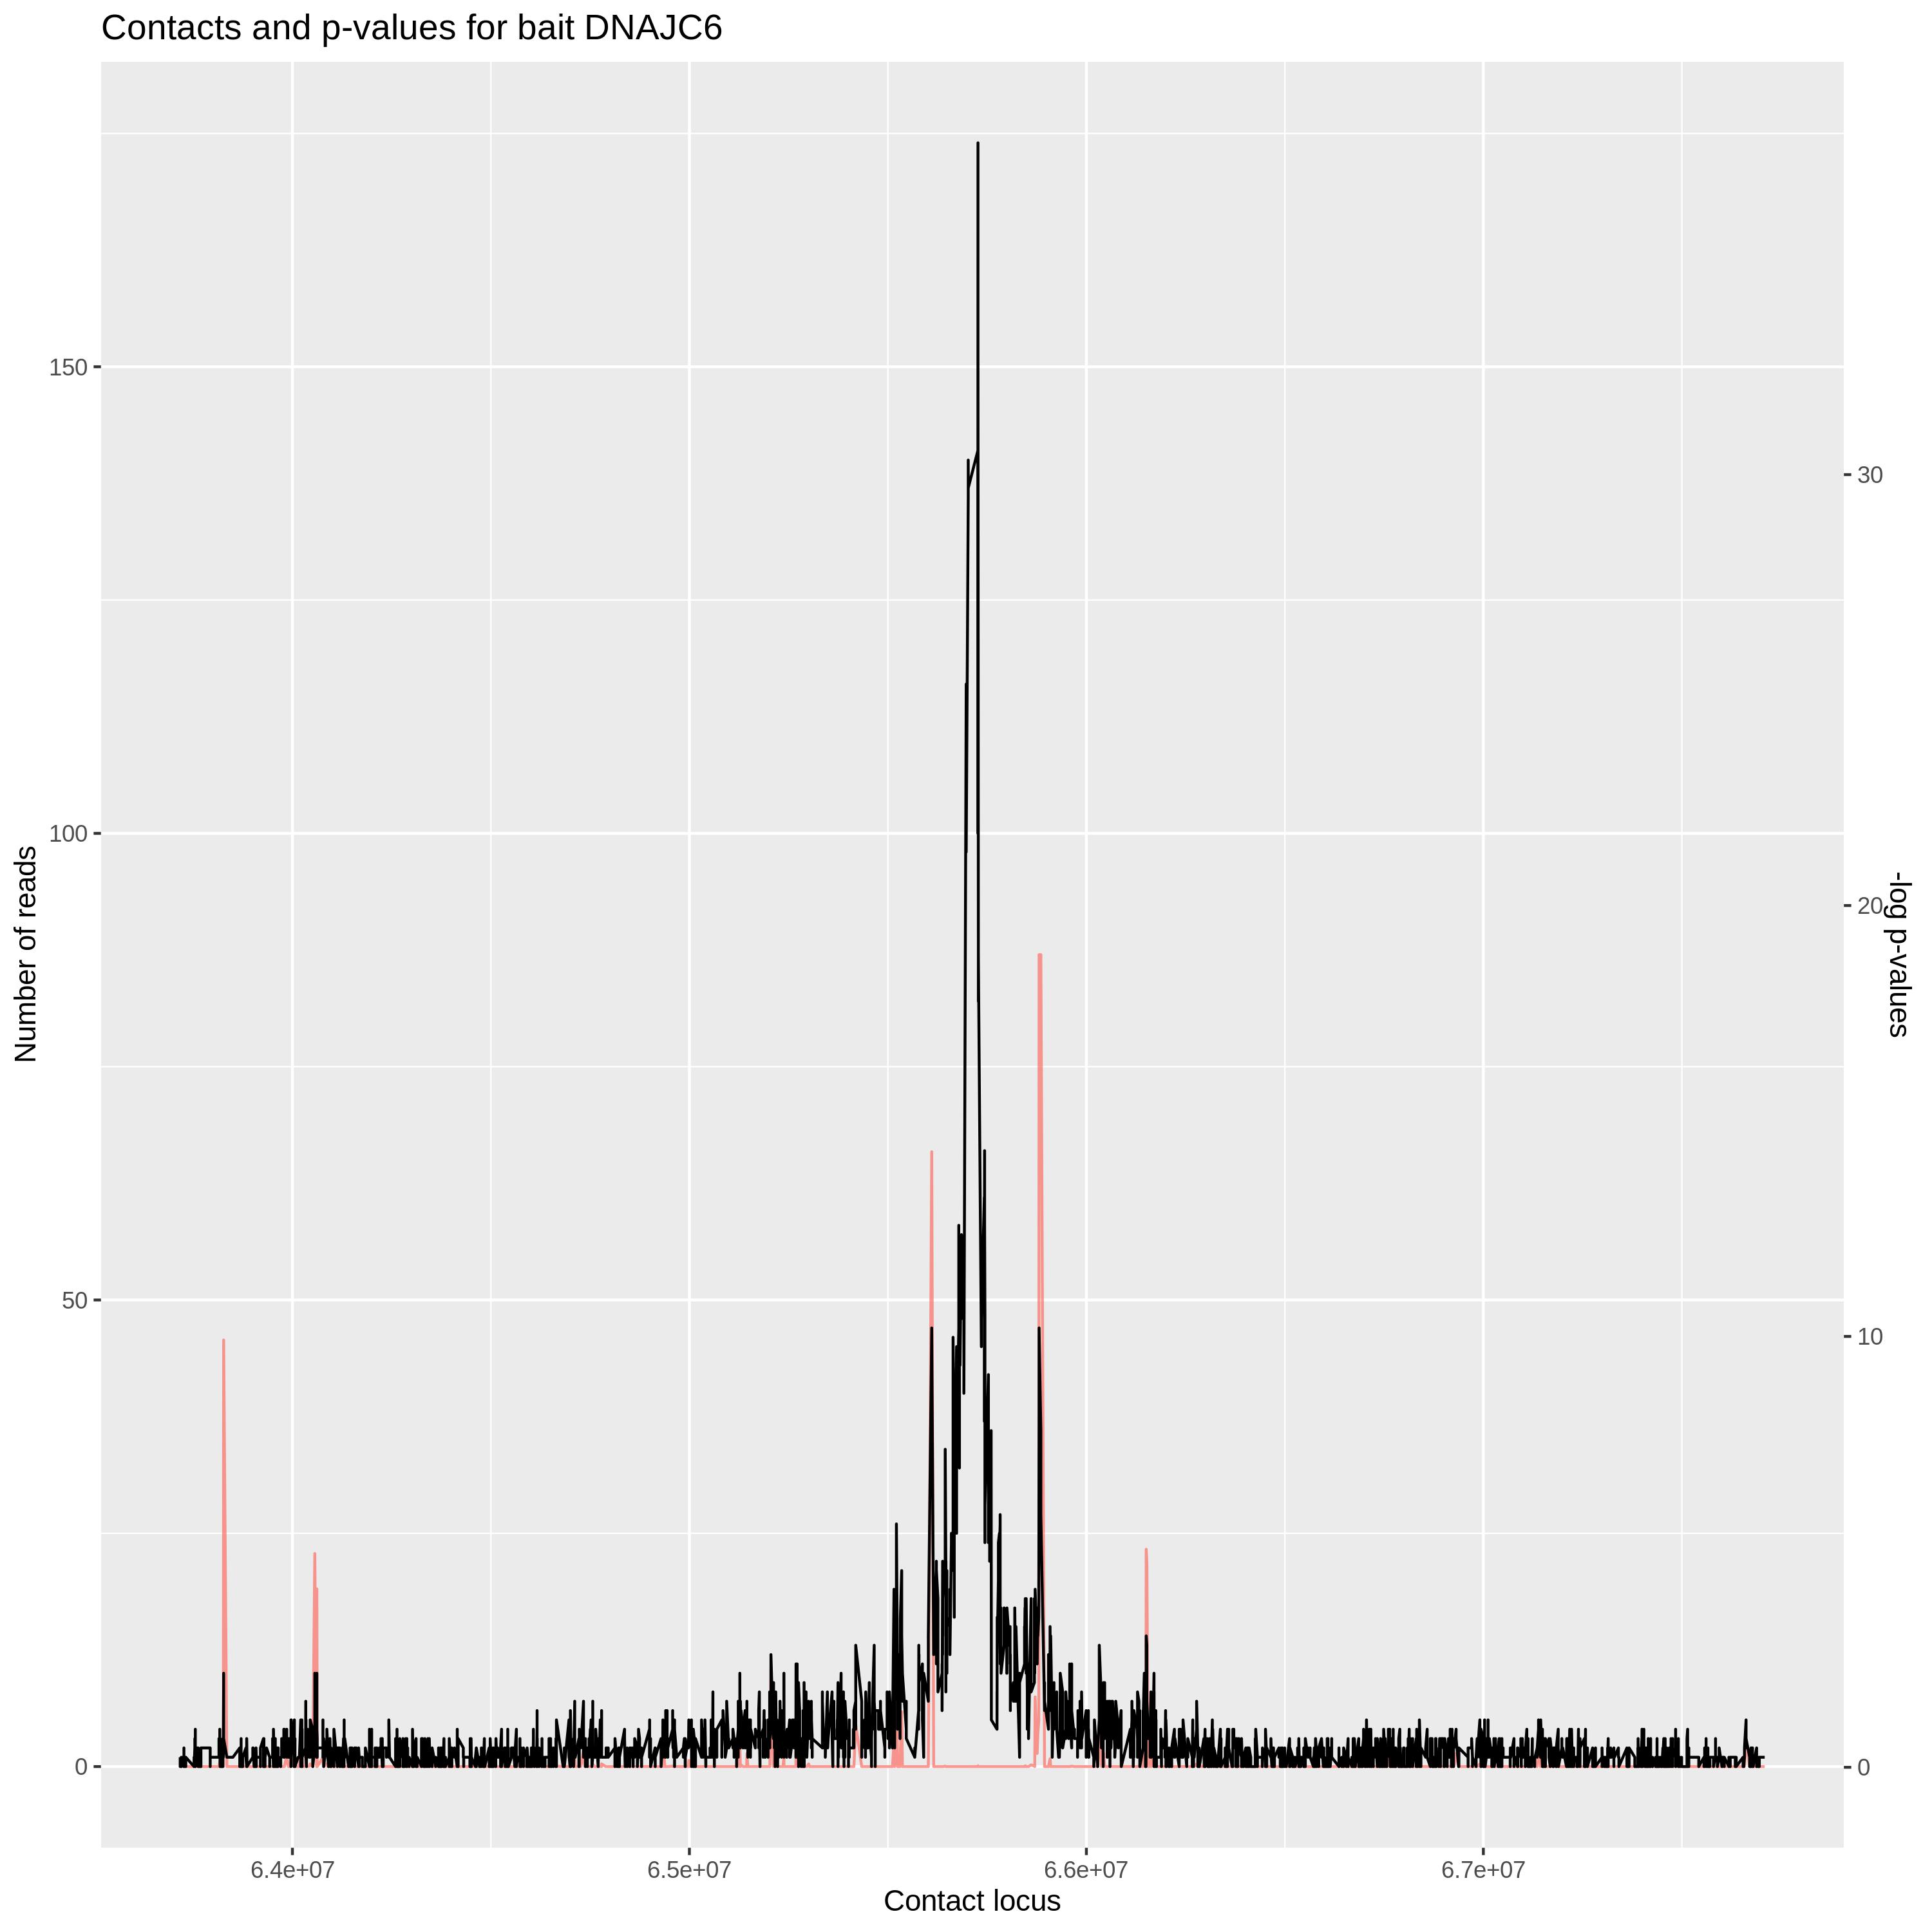 Contacts and p-values for bait DNAJC6
150
100
50
0
Number of reads
30
20
10
0
-log p-values
6.4e+07 6.5e+07 6.6e+07 6.7e+07
Contact locus